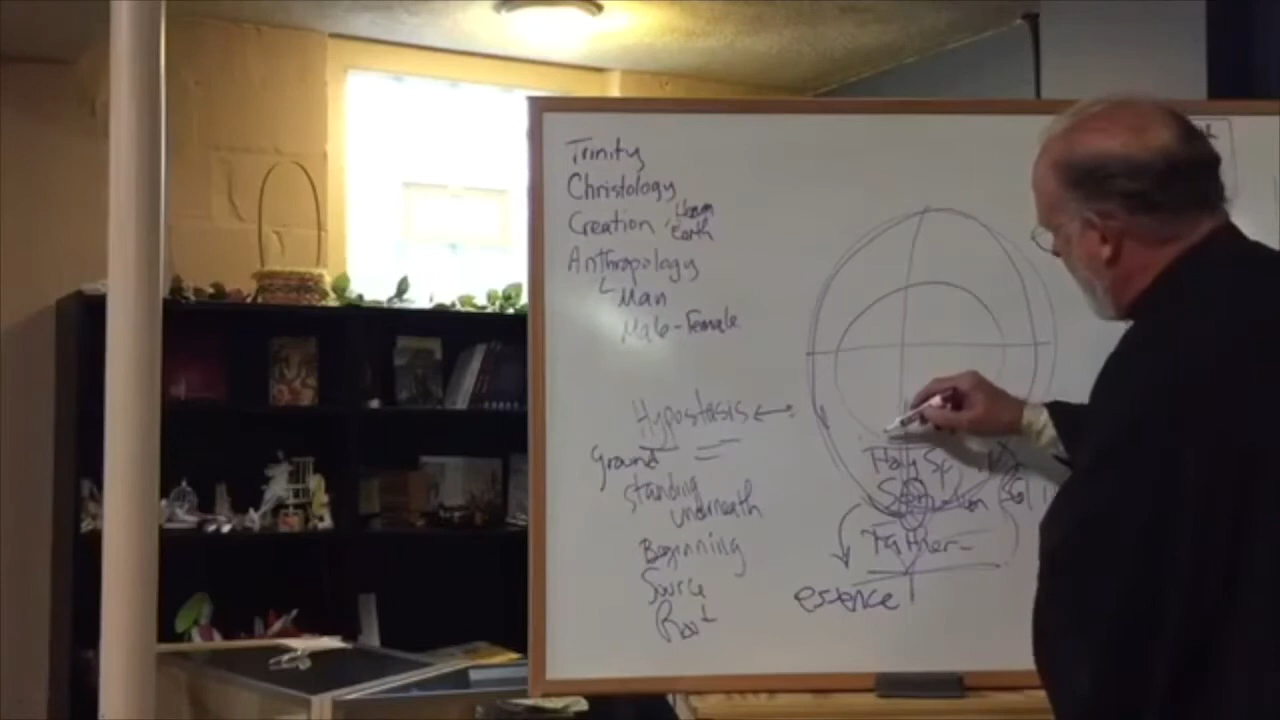 Trinity
Christology
Creation Heaven
Earth
Anthropology
Man
Male-Female
Hypostasis
Ground
standing
underneath
Beginning
Source
Root
Holy Sp
Son
Father
essence